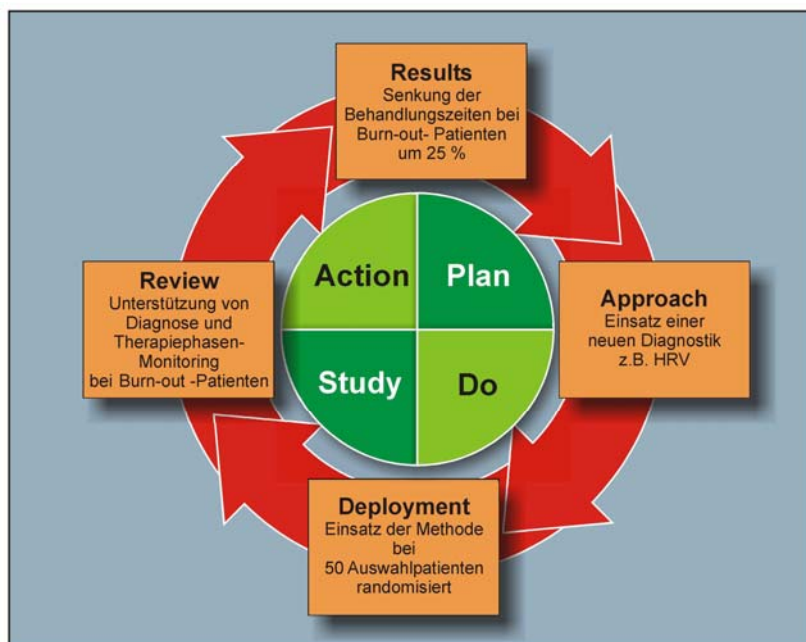 Results
Senkung der
Behandlungszeiten bei
Burn-out- Patienten
um 25 %
Action
Plan
Review
Unterstützung von
Diagnose und
Therapiephasen-
Monitoring
bei Burn-out -Patienten
Approach
Einsatz einer
neuen Diagnostik
z.B. HRV
Study
Do
Deployment
Einsatz der Methode
bei
50 Auswahlpatienten
randomisiert